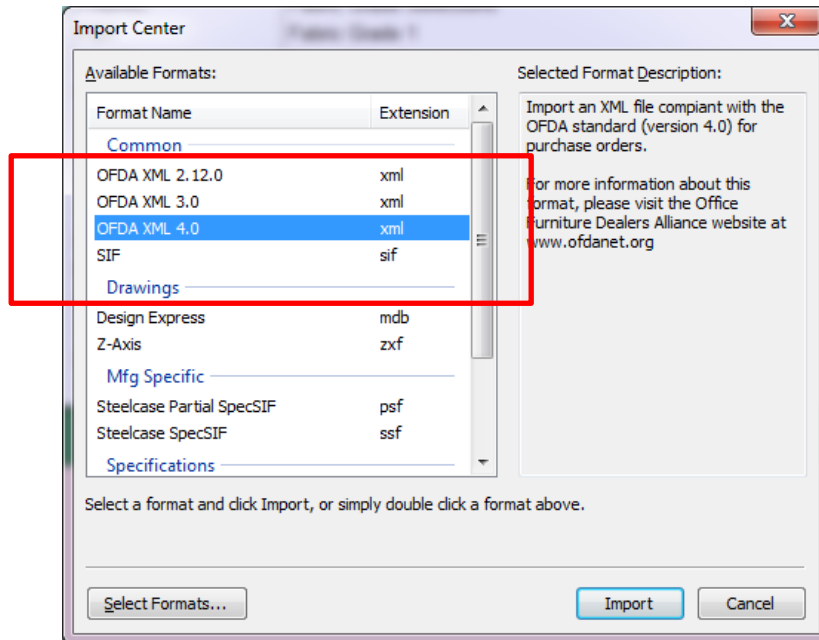 Import Center
Fabric Grade 1
Available Formats:
Format Name Extension
Common
OFDA XML 2.12.0 xml
OFDA XML 3.0 xml
OFDA XML 4.0 xml
SIF sif
Drawings
Design Express mdb
Z-Axis zxf
Mfg Specific
Steelcase Partial SpecSIF psf
Steelcase SpecSIF ssf
Specifications
Selected Format Description:
Import an XML file compiant with the
OFDA standard (version 4.0) for
purchase orders.
For more information about this
format, please visit the Office
Furniture Dealers Alliance website at
www.ofdanet.org
Select a format and click Import, or simply double click a format above.
Select Formats...
Import
Cancel